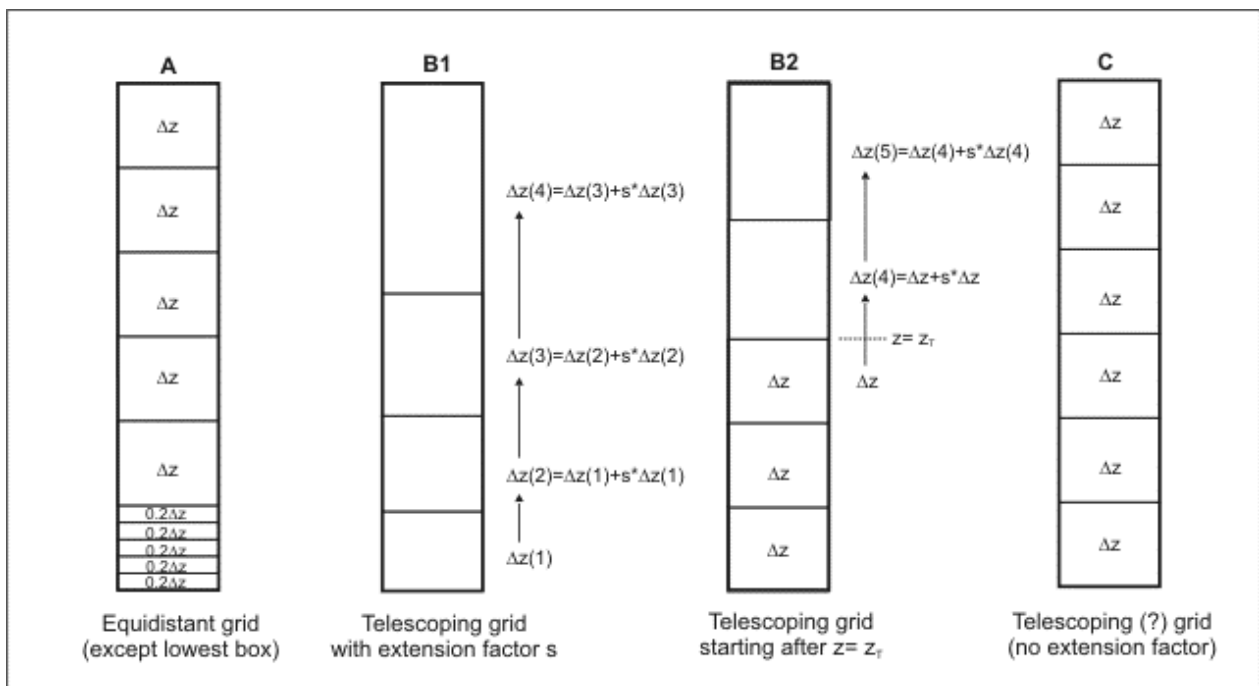 A
Δz
Δz
Δz
Δz
Δz
0.2Δz
0.2Δz
0.2Δz
0.2Δz
0.2Δz
Equidistant grid
(except lowest box)
B1
Δz(4)=Δz(3)+s*Δz(3)
Δz(3)=Δz(2)+s*Δz(2)
Δz(2)=Δz(1)+s*Δz(1)
Δz(1)
Telescoping grid
with extension factor s
B2
Δz(5)=Δz(4)+s*Δz(4)
Δz(4)=Δz+s*Δz
z= zT
Δz
Δz
Δz
Δz
Telescoping grid
starting after z= zT
C
Δz
Δz
Δz
Δz
Δz
Δz
Telescoping (?) grid
(no extension factor)